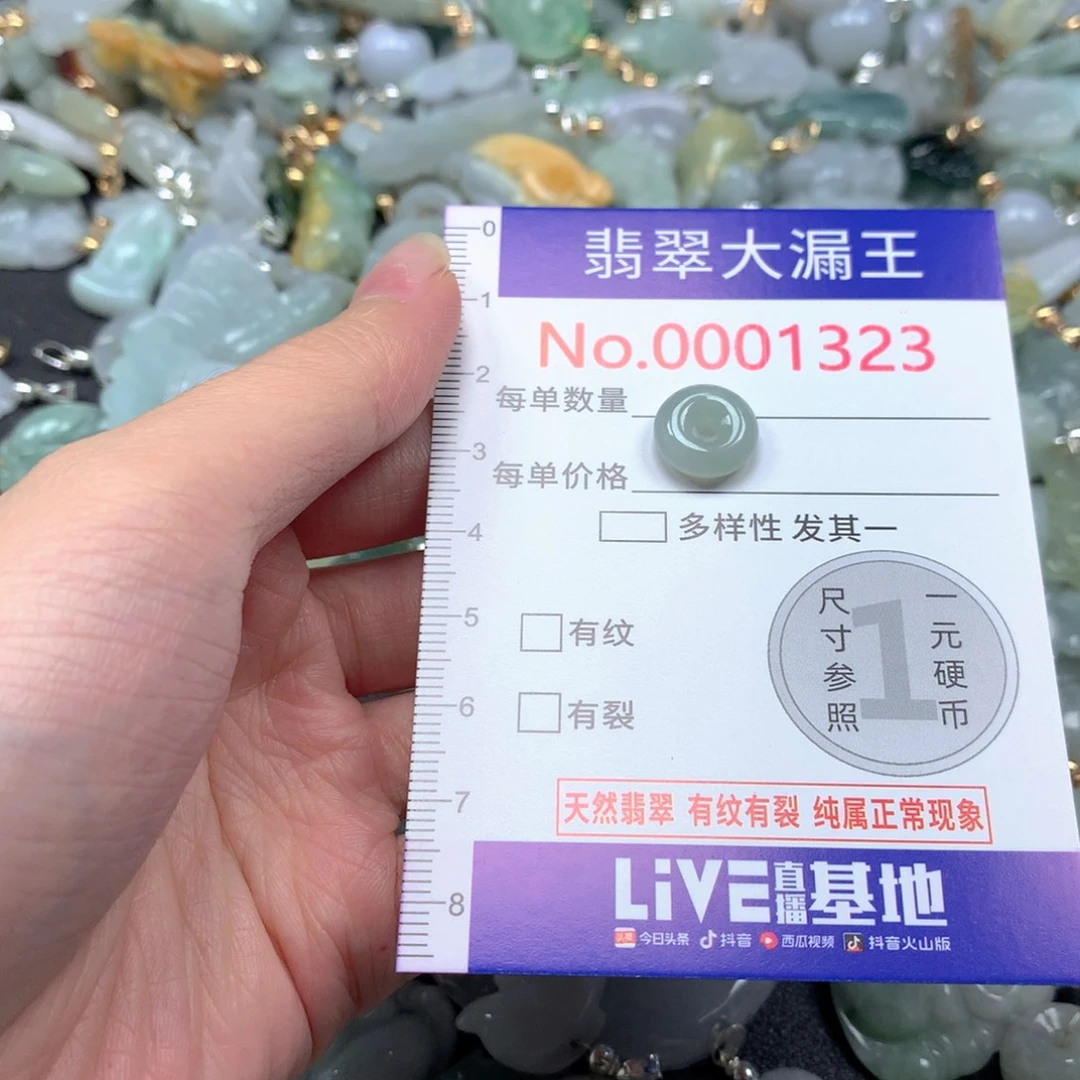 翡翠大漏王
No.0001323
每单数量
每单价格
多样性 发其一
有纹
有裂
尺寸参照
1
一元硬币
天然翡翠 有纹有裂 纯属正常现象
LiVE直播基地
今日头条 抖音 西瓜视频 抖音火山版
0
1
2
3
4
5
6
7
8